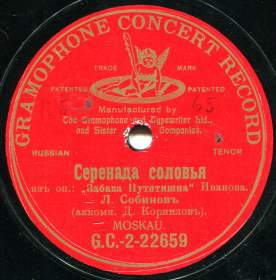 GRAMOPHONE CONCERT RECORD
TRADE MARK
PATENTED PATENTED
Manufactured by
The Gramophone and Typewriter Ltd.,
and Sister Companies.
RUSSIAN TENOR
Серенада соловья
изъ оп.: „Забава Путятишна" Иванова.
Л. Собиновъ
(аккомп. Д. Корниловъ).
MOSKAU.
G.C.-2-22659